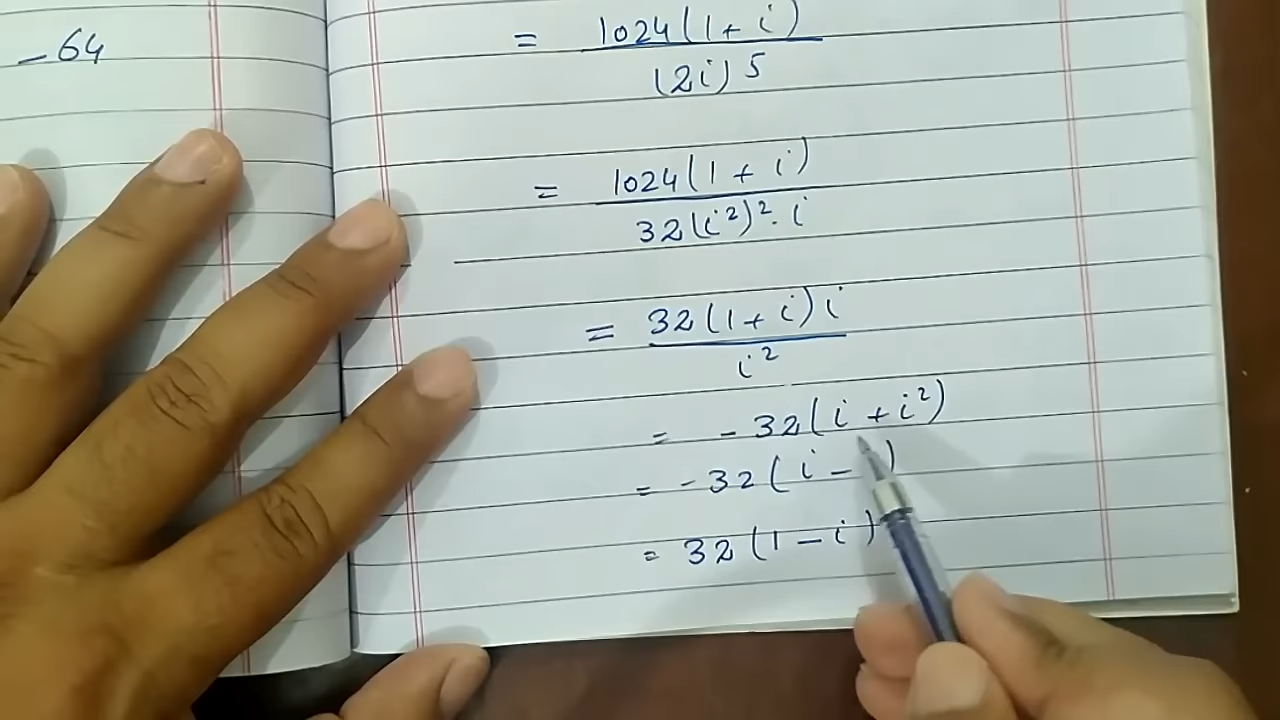 -64
= 1024(1+i)
(2i)5
= 1024(1+i)
32(i²)²·i
= 32(1+i)i
i²
= -32(i+i²)
= -32(i- )
= 32(1-i)